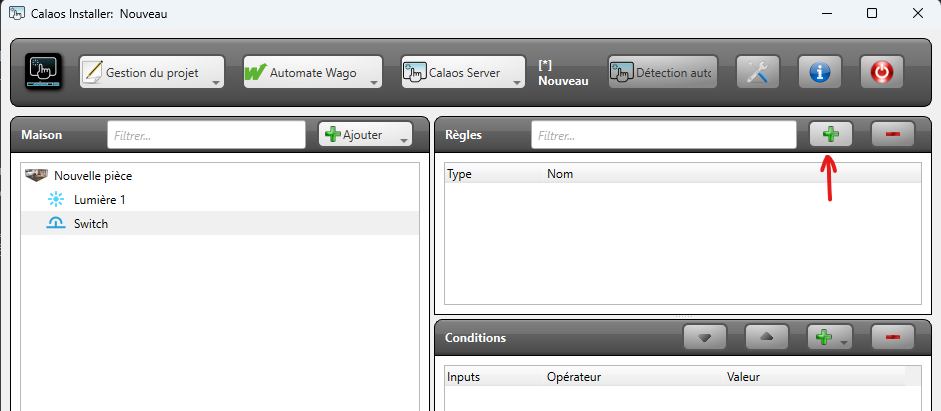 Calaos Installer: Nouveau
Gestion du projet
Automate Wago
Calaos Server
[*]
Nouveau
Détection auto
Maison
Filtrer...
Ajouter
Règles
Filtrer...
Nouvelle pièce
Lumière 1
Switch
Type Nom
Conditions
Inputs Opérateur Valeur